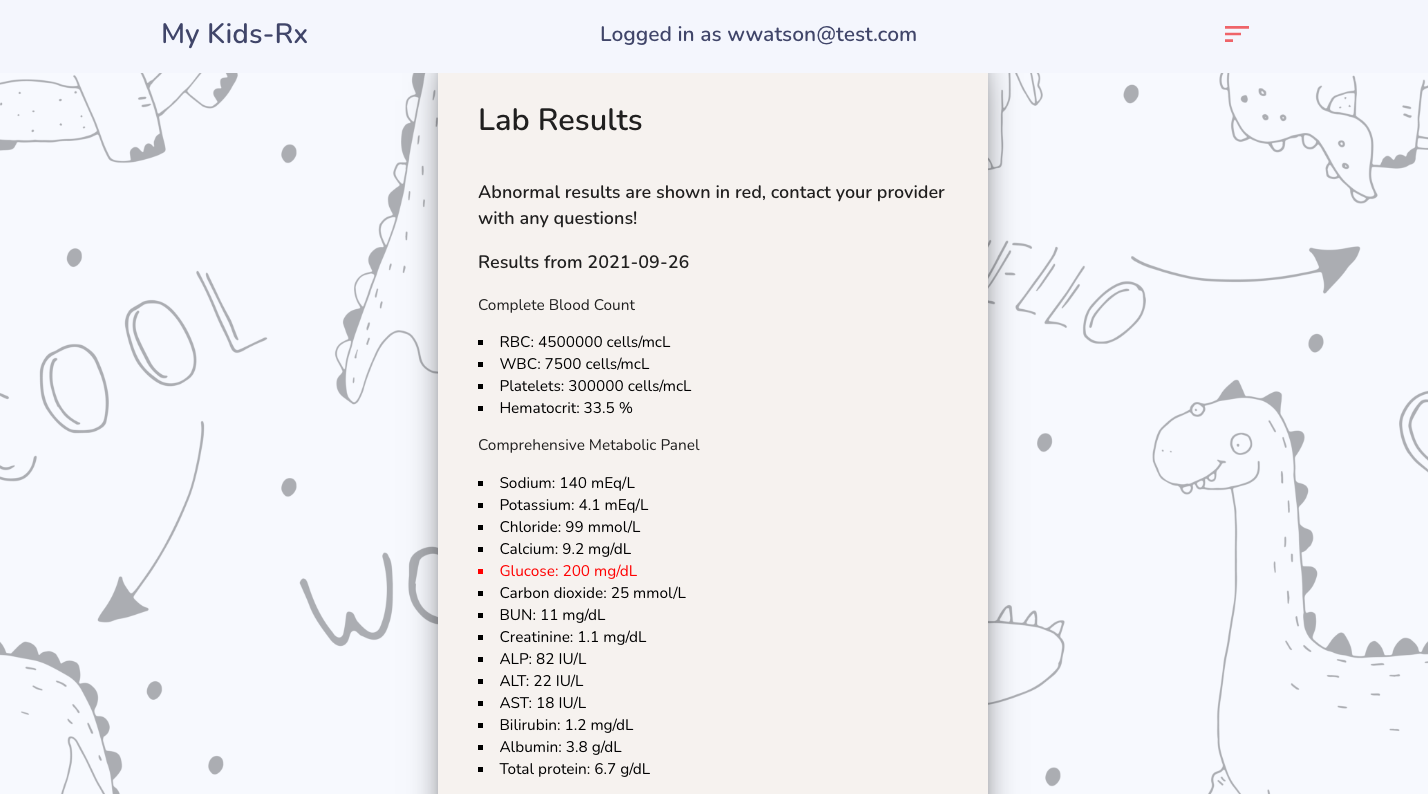 My Kids-Rx
Logged in as wwatson@test.com
Lab Results
Abnormal results are shown in red, contact your provider
with any questions!
Results from 2021-09-26
Complete Blood Count
RBC: 4500000 cells/mcL
WBC: 7500 cells/mcL
Platelets: 300000 cells/mcL
Hematocrit: 33.5 %
Comprehensive Metabolic Panel
Sodium: 140 mEq/L
Potassium: 4.1 mEq/L
Chloride: 99 mmol/L
Calcium: 9.2 mg/dL
Glucose: 200 mg/dL
Carbon dioxide: 25 mmol/L
BUN: 11 mg/dL
Creatinine: 1.1 mg/dL
ALP: 82 IU/L
ALT: 22 IU/L
AST: 18 IU/L
Bilirubin: 1.2 mg/dL
Albumin: 3.8 g/dL
Total protein: 6.7 g/dL
OOL
ELLO
WO